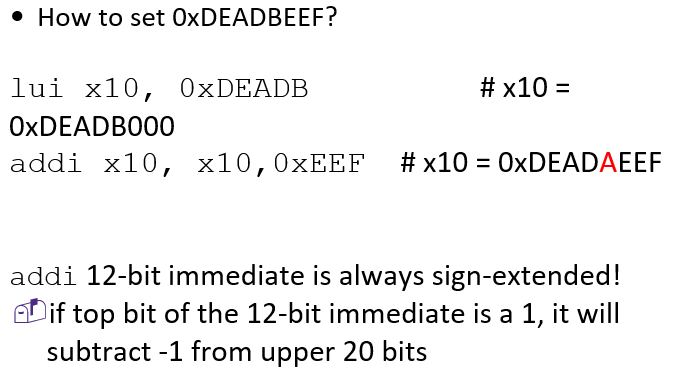 • How to set 0xDEADBEEF?
lui x10, 0xDEADB # x10 =
0xDEADB000
addi x10, x10,0xEEF # x10 = 0xDEADAEEF
addi 12-bit immediate is always sign-extended!
if top bit of the 12-bit immediate is a 1, it will
subtract -1 from upper 20 bits